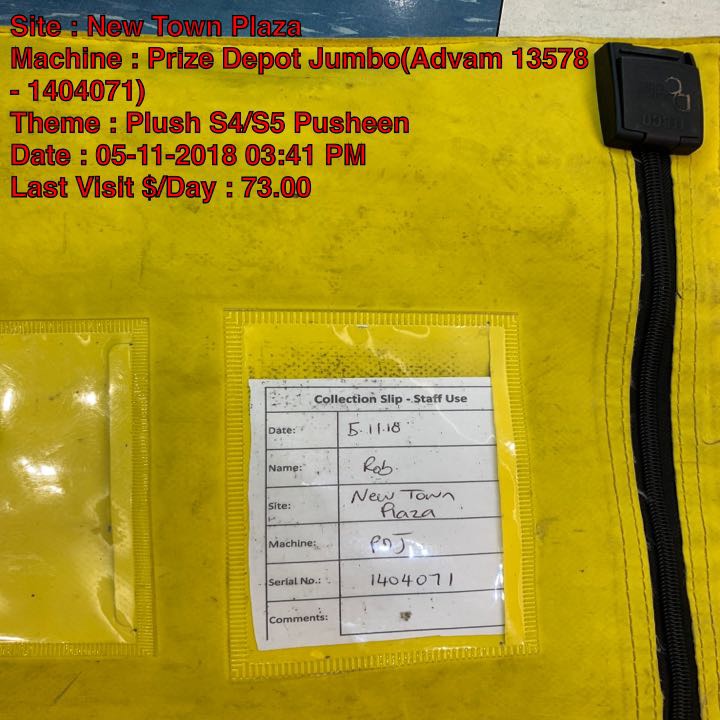 Site : New Town Plaza
Machine : Prize Depot Jumbo(Advam 13578
- 1404071)
Theme : Plush S4/S5 Pusheen
Date : 05-11-2018 03:41 PM
Last Visit $/Day : 73.00
Collection Slip - Staff Use
Date: 5.11.18
Name: Rob
Site: New Town
Plaza
Machine: PDJ
Serial No.: 1404071
Comments: